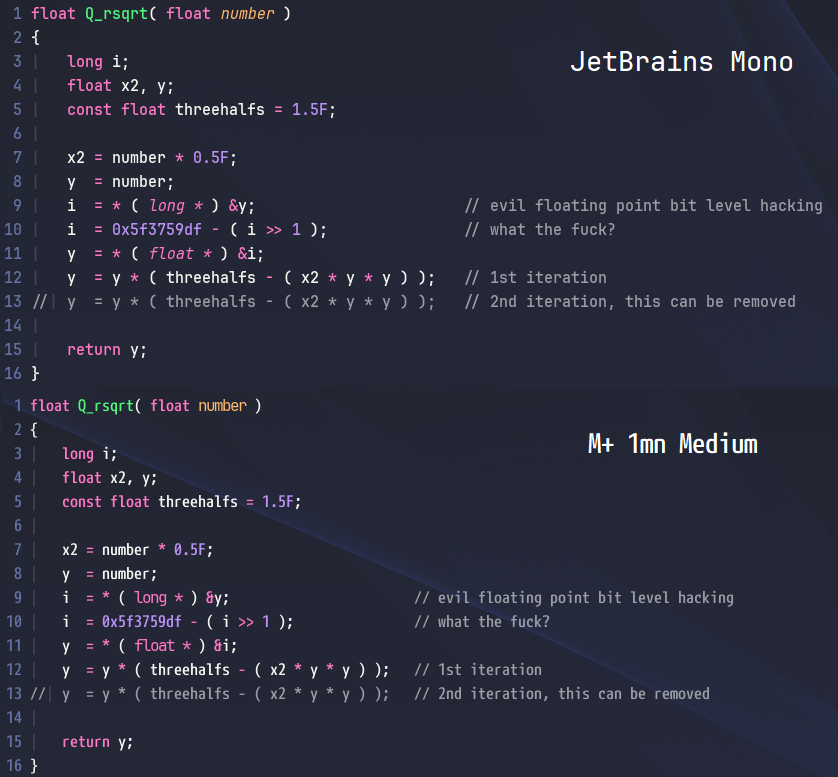 1 float Q_rsqrt( float number )
2 {
3 long i;
JetBrains Mono
4 float x2, y;
5 const float threehalfs = 1.5F;
6
7 x2 = number * 0.5F;
8 y  = number;
9 i  = * ( long * ) &y; // evil floating point bit level hacking
10 i  = 0x5f3759df - ( i >> 1 ); // what the fuck?
11 y  = * ( float * ) &i;
12 y  = y * ( threehalfs - ( x2 * y * y ) ); // 1st iteration
13 // y  = y * ( threehalfs - ( x2 * y * y ) ); // 2nd iteration, this can be removed
14
15 return y;
16 }
1 float Q_rsqrt( float number )
2 {
M+ 1mn Medium
3 long i;
4 float x2, y;
5 const float threehalfs = 1.5F;
6
7 x2 = number * 0.5F;
8 y  = number;
9 i  = * ( long * ) &y; // evil floating point bit level hacking
10 i  = 0x5f3759df - ( i >> 1 ); // what the fuck?
11 y  = * ( float * ) &i;
12 y  = y * ( threehalfs - ( x2 * y * y ) ); // 1st iteration
13 // y  = y * ( threehalfs - ( x2 * y * y ) ); // 2nd iteration, this can be removed
14
15 return y;
16 }